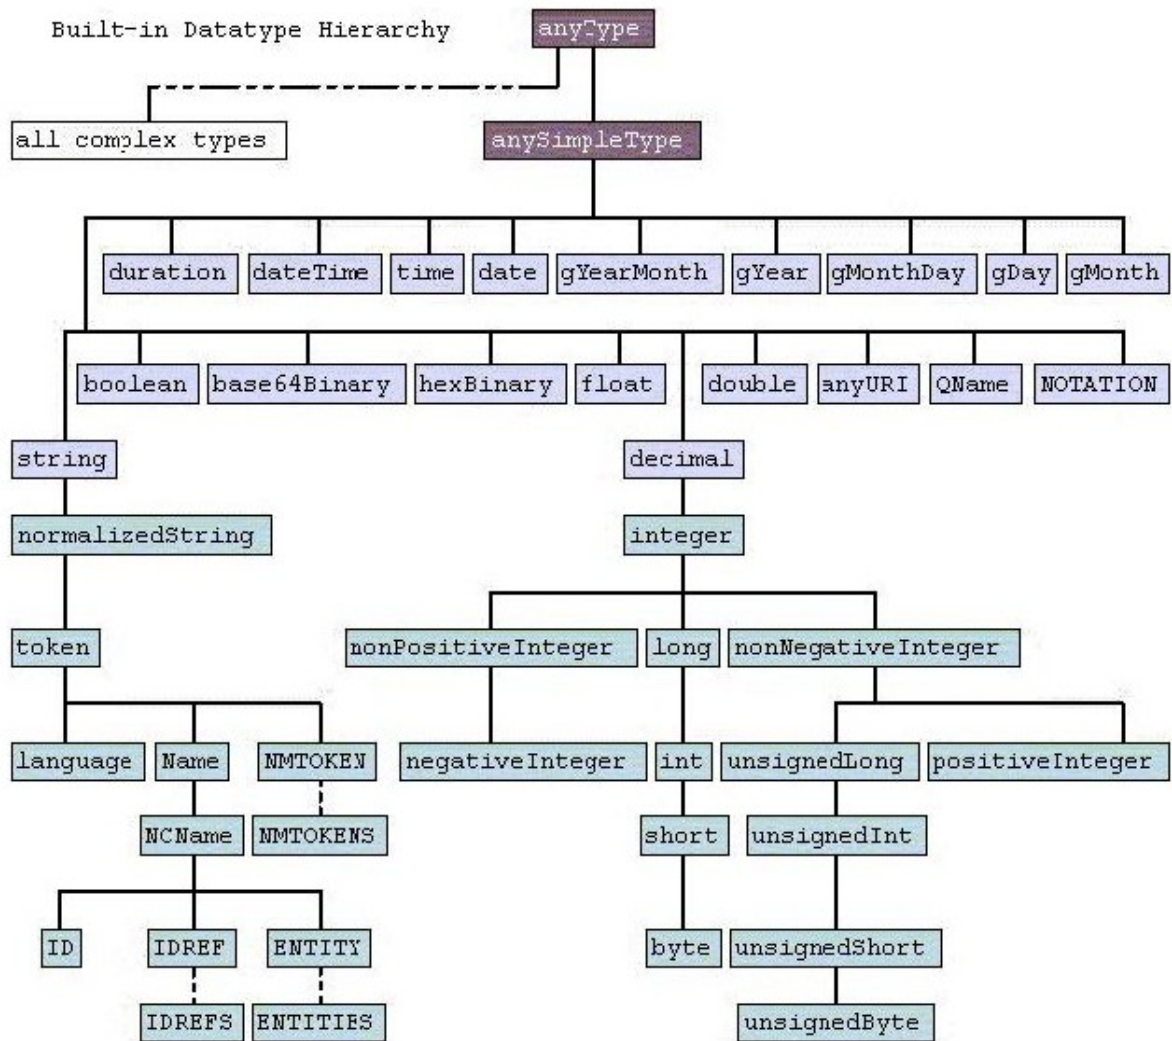 Built-in Datatype Hierarchy
anyType
all complex types
anySimpleType
duration
dateTime
time
date
gYearMonth
gYear
gMonthDay
gDay
gMonth
boolean
base64Binary
hexBinary
float
double
anyURI
QName
NOTATION
string
decimal
normalizedString
integer
token
nonPositiveInteger
long
nonNegativeInteger
language
Name
NMTOKEN
negativeInteger
int
unsignedLong
positiveInteger
NCName
NMTOKENS
short
unsignedInt
ID
IDREF
ENTITY
byte
unsignedShort
IDREFS
ENTITIES
unsignedByte